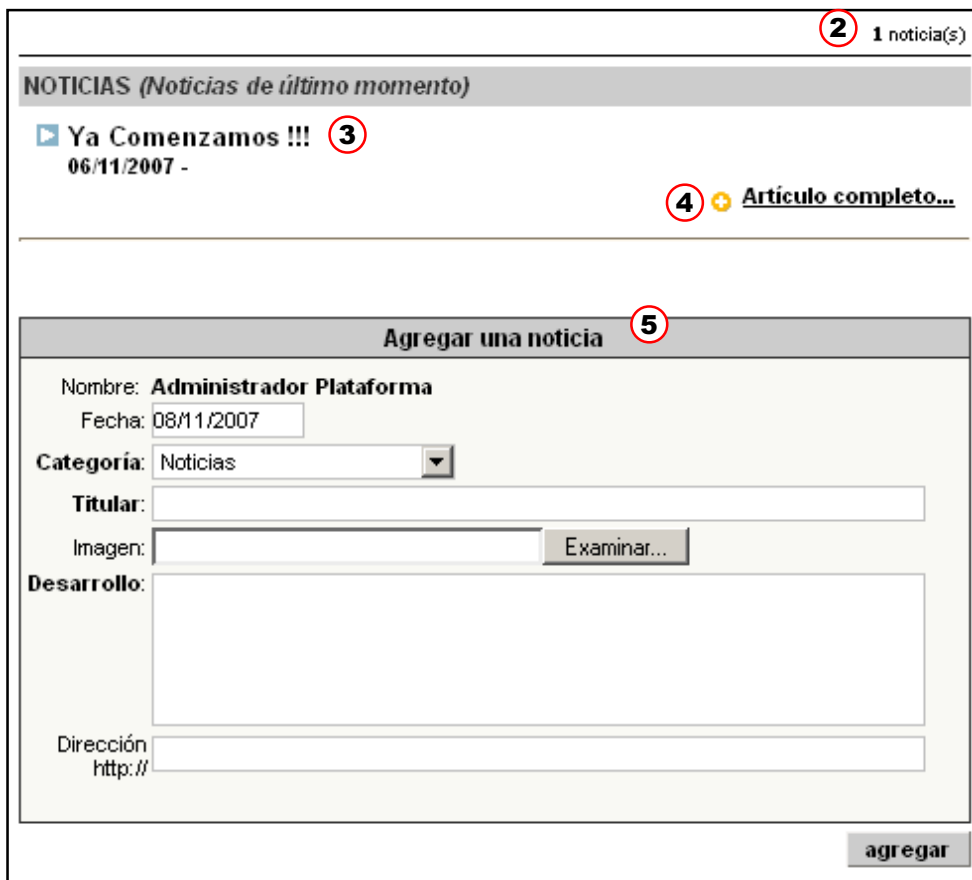 2 1 noticia(s)
NOTICIAS (Noticias de último momento)
Ya Comenzamos !!! 3
06/11/2007 -
4 Artículo completo...
Agregar una noticia 5
Nombre: Administrador Plataforma
Fecha: 08/11/2007
Categoría: Noticias
Titular:
Imagen: Examinar...
Desarrollo:
Dirección
http://
agregar